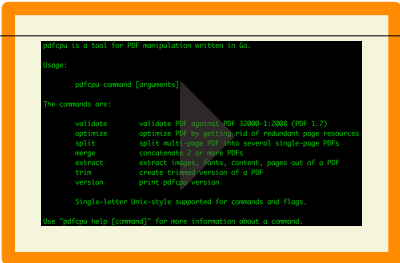 pdfcpu is a tool for PDF manipulation written in Go.
Usage:
pdfcpu command [arguments]
The commands are:
validate validate PDF against PDF 32000-1:2008 (PDF 1.7)
optimize optimize PDF by getting rid of redundant page resources
split split multi-page PDF into several single-page PDFs
merge concatenate 2 or more PDFs
extract extract images, fonts, content, pages out of a PDF
trim create trimmed version of a PDF
version print pdfcpu version
Single-letter Unix-style supported for commands and flags.
Use "pdfcpu help [command]" for more information about a command.